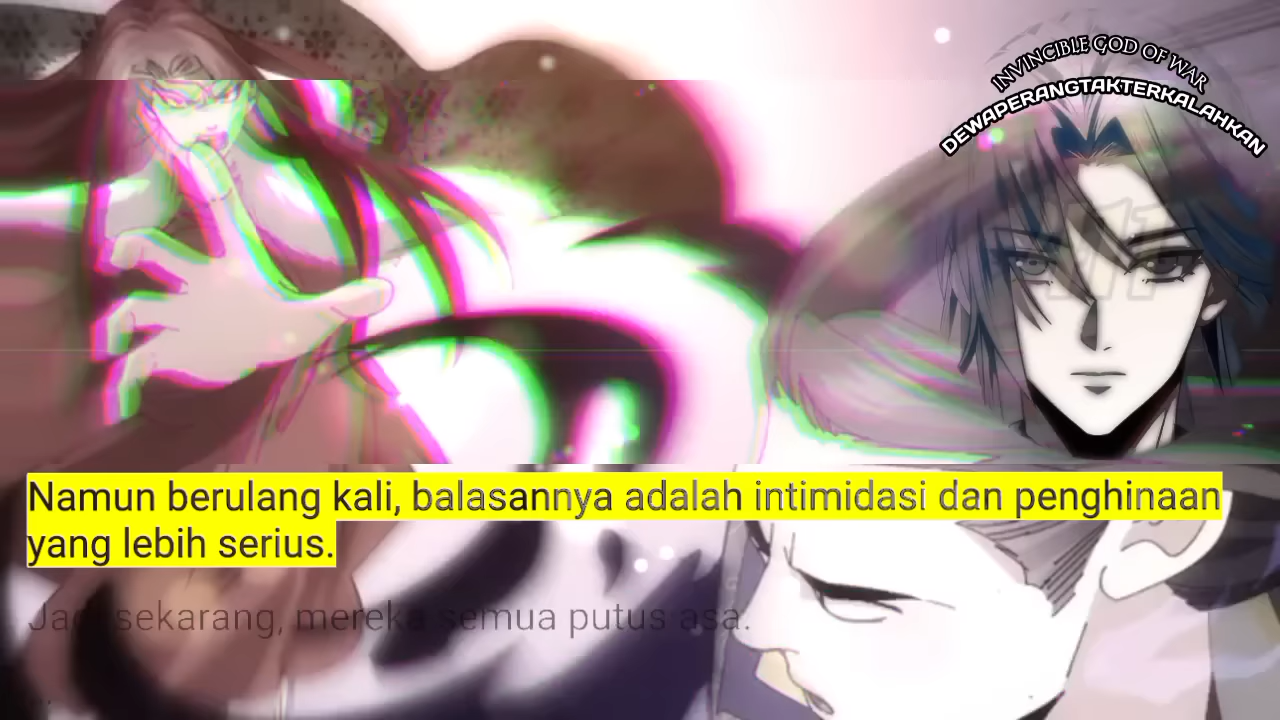 INVINCIBLE GOD OF WAR
DEWAPERANGTAKTERKALAHKAN
Namun berulang kali, balasannya adalah intimidasi dan penghinaan
yang lebih serius.
Jadi sekarang, mereka semua putus asa.